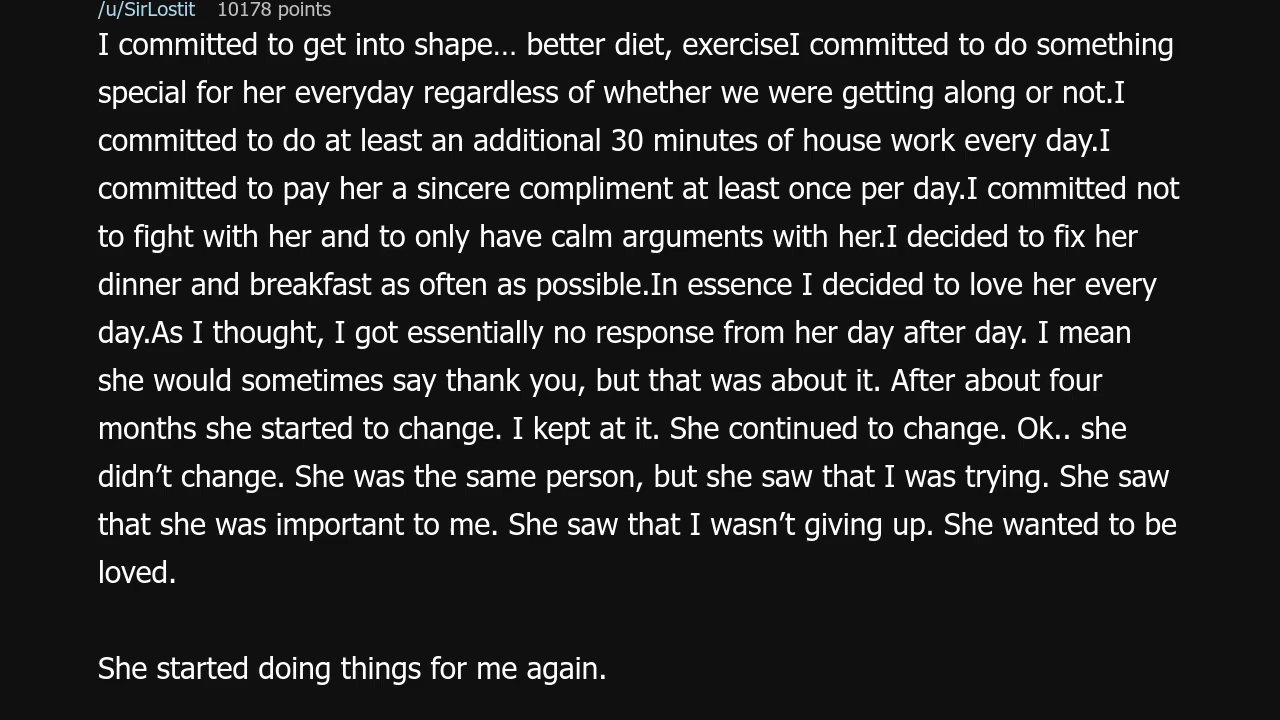 /u/SirLostit 10178 points
I committed to get into shape… better diet, exerciseI committed to do something
special for her everyday regardless of whether we were getting along or not.I
committed to do at least an additional 30 minutes of house work every day.I
committed to pay her a sincere compliment at least once per day.I committed not
to fight with her and to only have calm arguments with her.I decided to fix her
dinner and breakfast as often as possible.In essence I decided to love her every
day.As I thought, I got essentially no response from her day after day. I mean
she would sometimes say thank you, but that was about it. After about four
months she started to change. I kept at it. She continued to change. Ok.. she
didn’t change. She was the same person, but she saw that I was trying. She saw
that she was important to me. She saw that I wasn’t giving up. She wanted to be
loved.
She started doing things for me again.